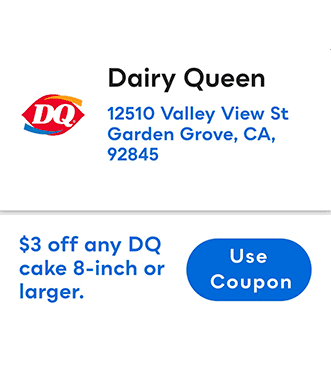 Dairy Queen
DQ
12510 Valley View St
Garden Grove, CA,
92845
$3 off any DQ
cake 8-inch or
larger.
Use
Coupon